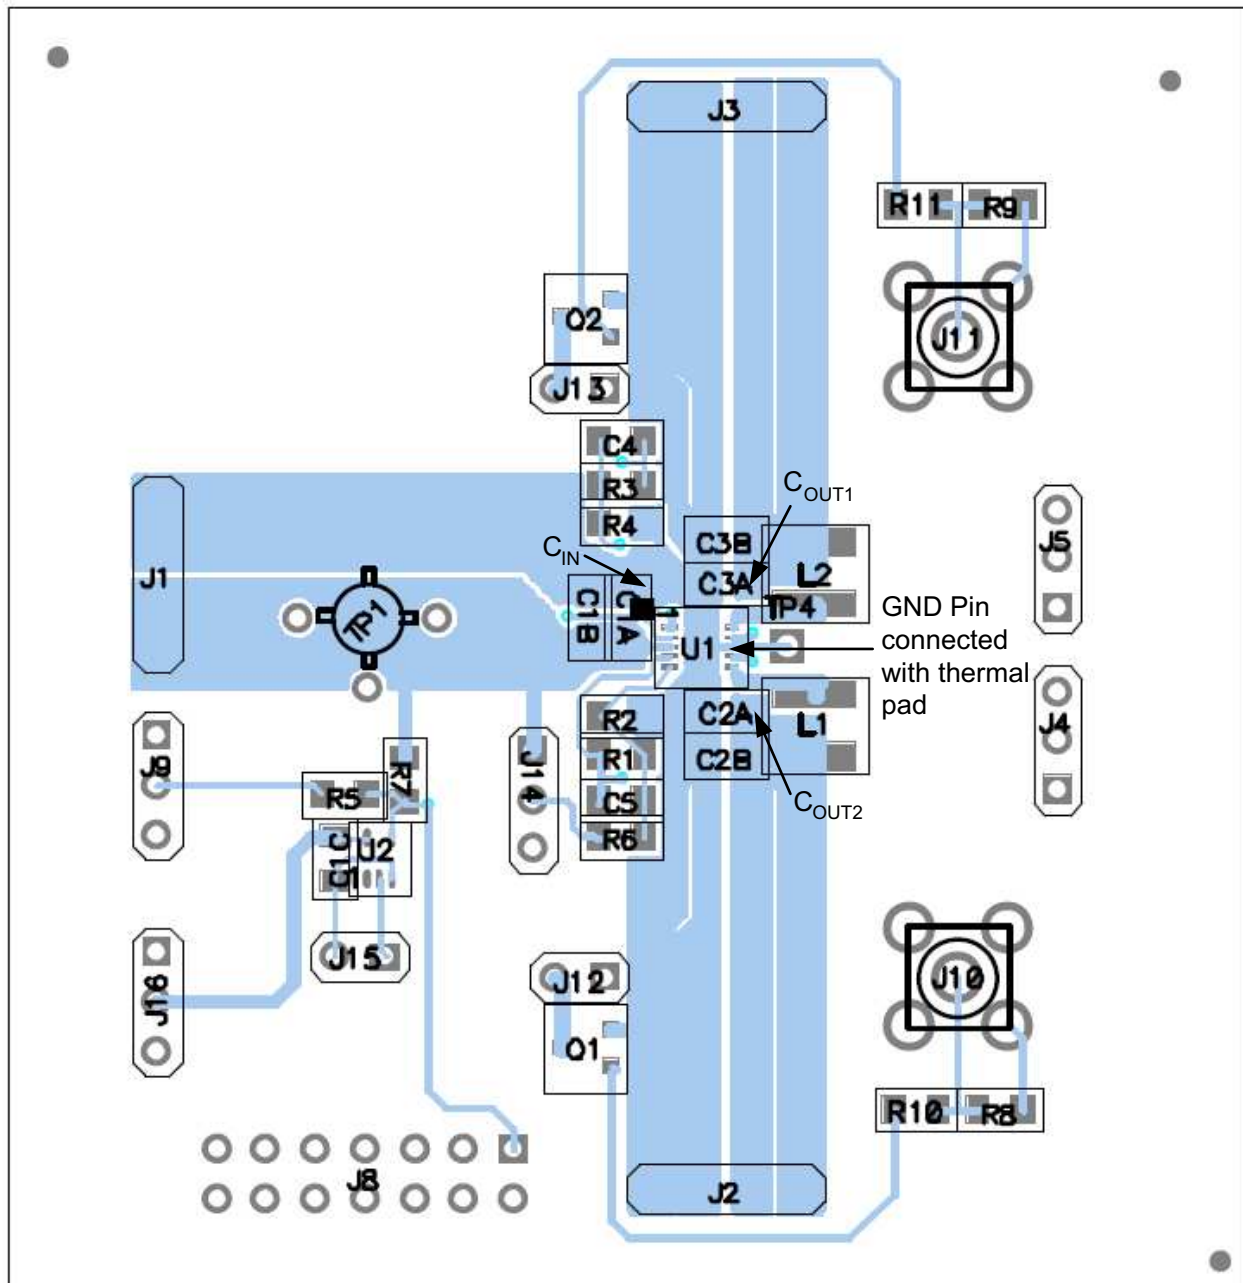 J3
R11
R9
J11
Q2
J13
C4
R3
R4
COUT1
CIN
C3B
C3A
L2
J5
J1
TP1
C1B
C1A
TP4
U1
GND Pin
connected
with thermal
pad
R2
C2A
L1
J4
R1
C2B
J9
R7
J14
R5
C5
COUT2
R6
U2
J15
J12
J16
J10
Q1
R10
R8
J8
J2